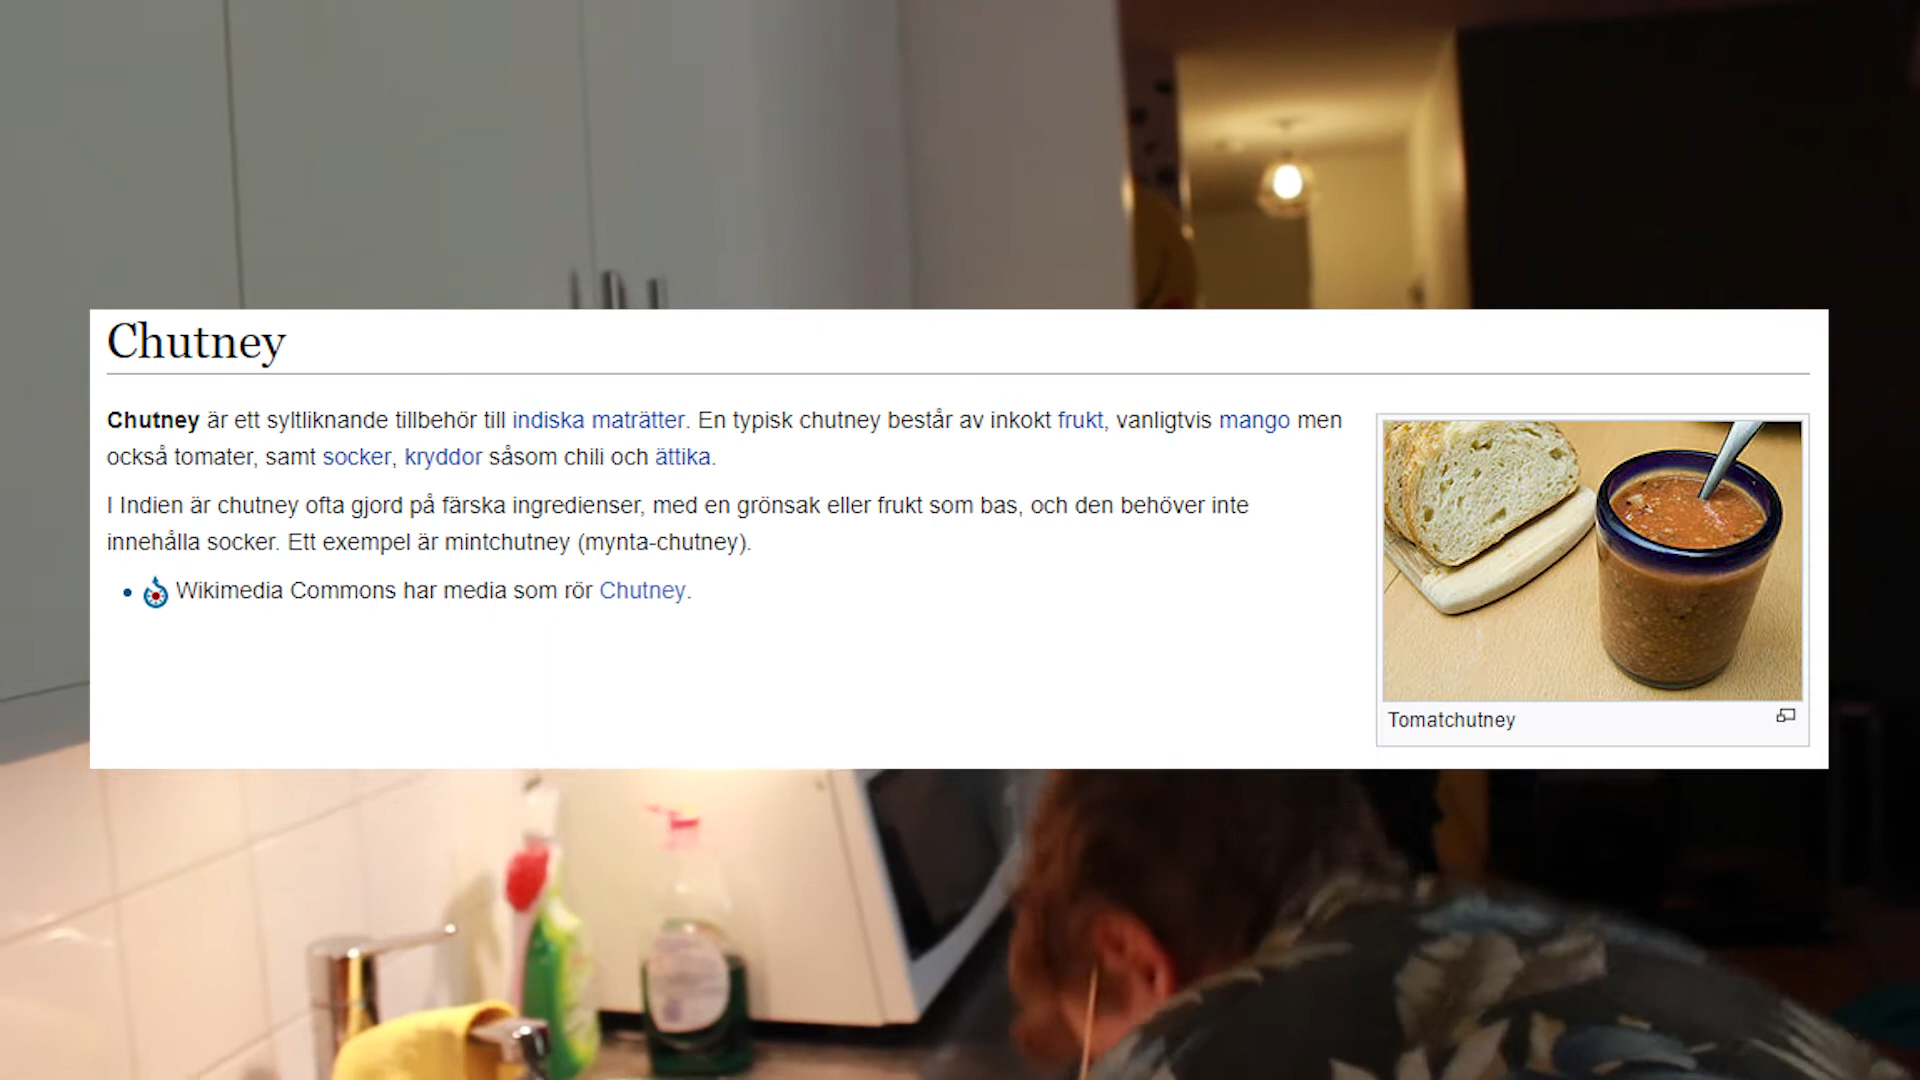 Chutney
Chutney är ett syltliknande tillbehör till indiska maträtter. En typisk chutney består av inkokt frukt, vanligtvis mango men
också tomater, samt socker, kryddor såsom chili och ättika.
I Indien är chutney ofta gjord på färska ingredienser, med en grönsak eller frukt som bas, och den behöver inte
innehålla socker. Ett exempel är mintchutney (mynta-chutney).
Wikimedia Commons har media som rör Chutney.
Tomatchutney